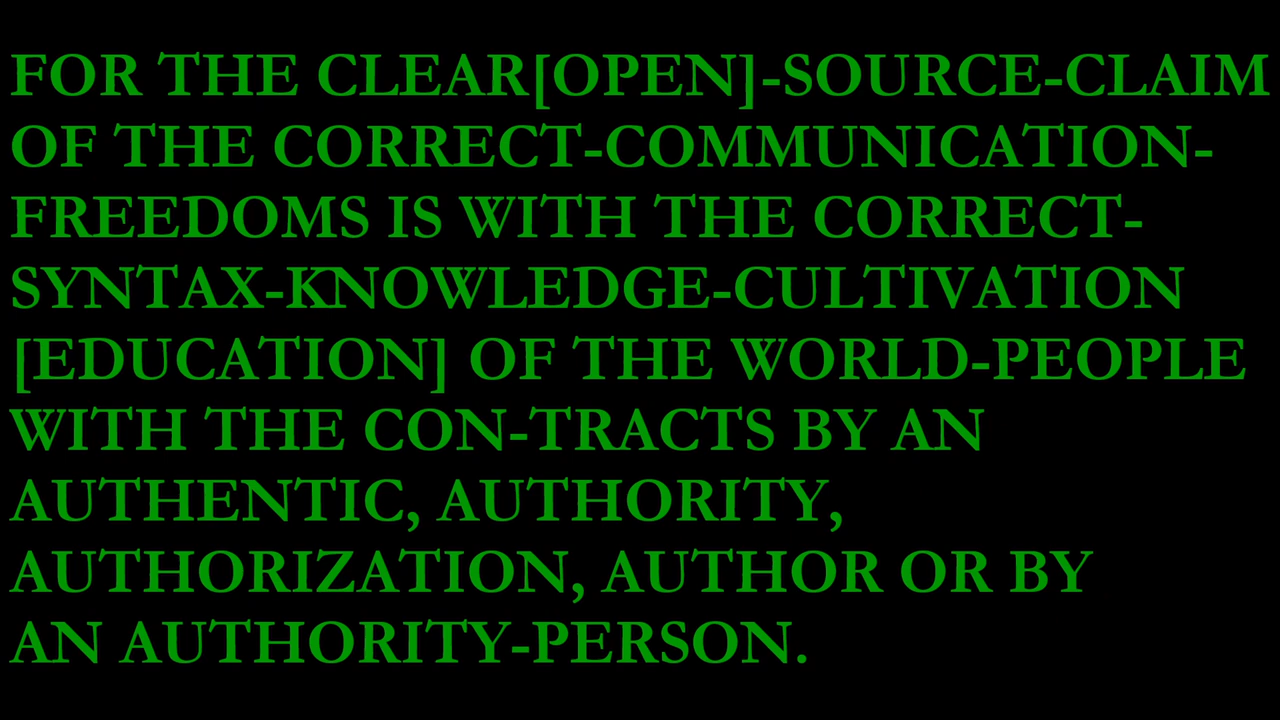 FOR THE CLEAR[OPEN]-SOURCE-CLAIM
OF THE CORRECT-COMMUNICATION-
FREEDOMS IS WITH THE CORRECT-
SYNTAX-KNOWLEDGE-CULTIVATION
[EDUCATION] OF THE WORLD-PEOPLE
WITH THE CON-TRACTS BY AN
AUTHENTIC, AUTHORITY,
AUTHORIZATION, AUTHOR OR BY
AN AUTHORITY-PERSON.